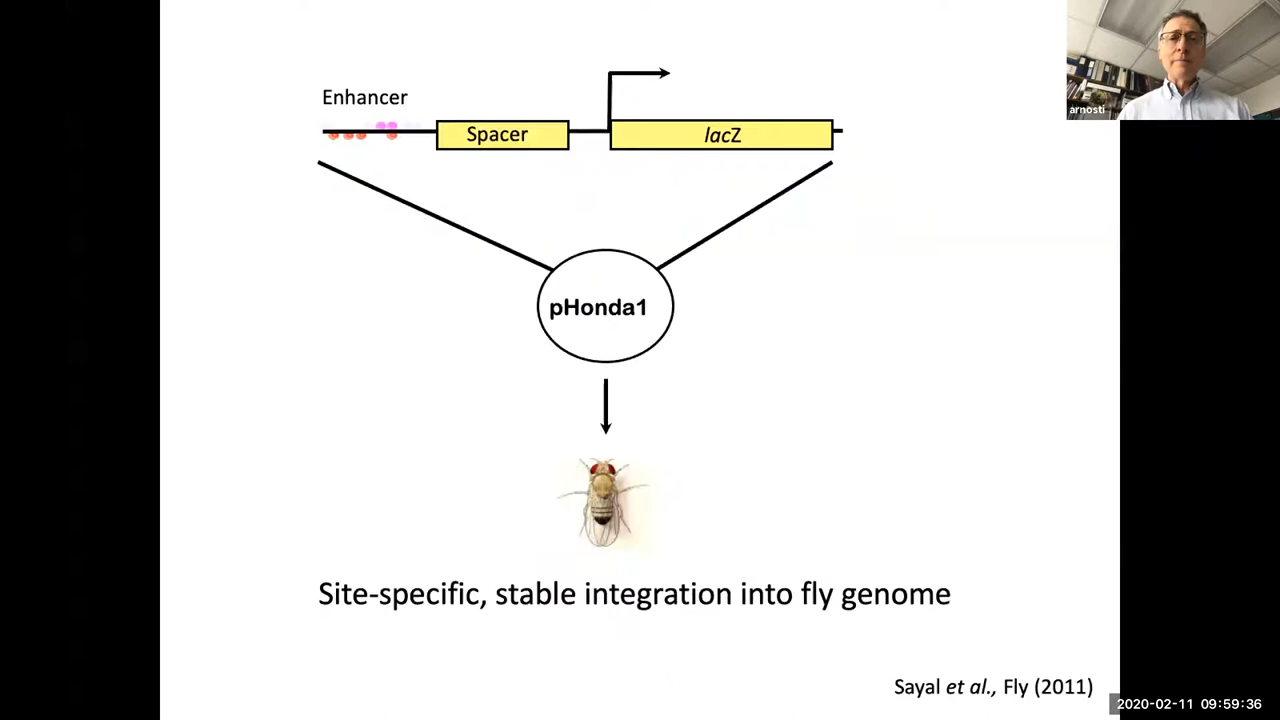 Enhancer
Spacer
lacZ
arnosti
pHonda1
Site-specific, stable integration into fly genome
Sayal et al., Fly (2011)
2020-02-11 09:59:36